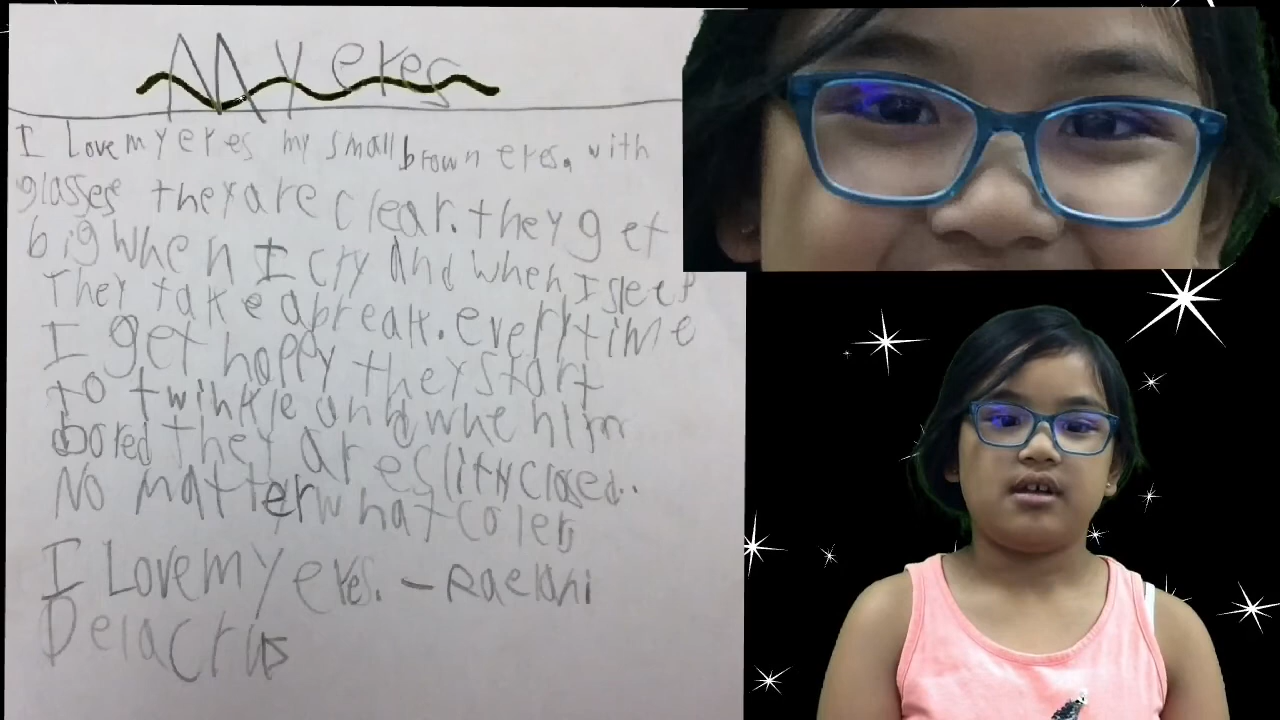 My eyes
I Love my eyes my small brown eyes. with
glasses they are clear. they get
big when I cry And when I sleep
They take a break. every time
I get happy they start
to twinkle and when im
bored they are slitly closed..
No matter what coler
I Love my eyes. - Raelani
Delacrus